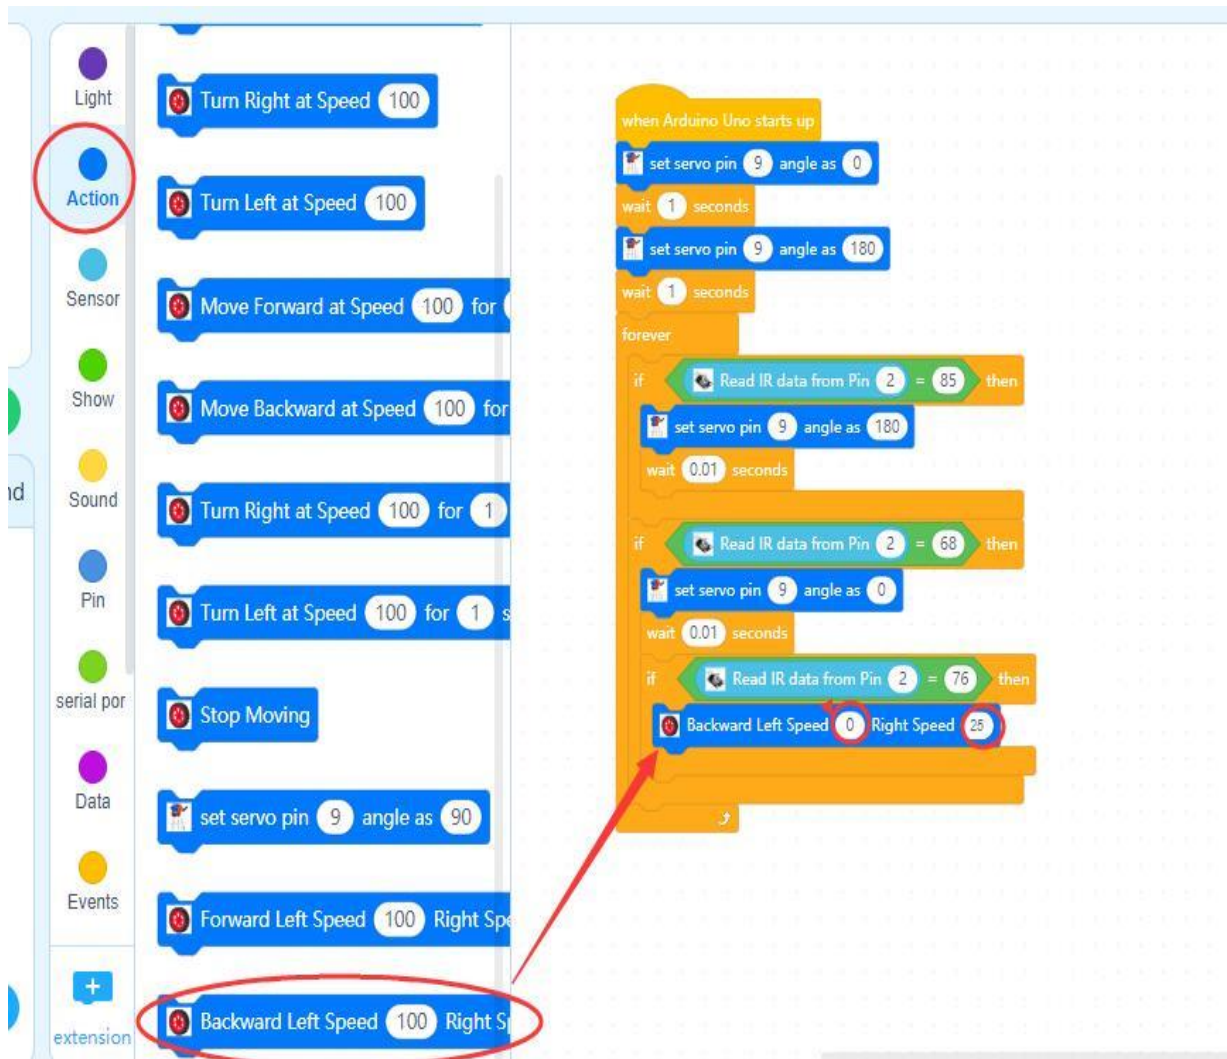 Light
Action
Sensor
Show
Sound
Pin
serial por
Data
Events
extension
nd
Turn Right at Speed 100
Turn Left at Speed 100
Move Forward at Speed 100 for
Move Backward at Speed 100 for
Turn Right at Speed 100 for 1
Turn Left at Speed 100 for 1 s
Stop Moving
set servo pin 9 angle as 90
Forward Left Speed 100 Right Spe
Backward Left Speed 100 Right Sp
when Arduino Uno starts up
set servo pin 9 angle as 0
wait 1 seconds
set servo pin 9 angle as 180
wait 1 seconds
forever
if Read IR data from Pin 2 = 85 then
set servo pin 9 angle as 180
wait 0.01 seconds
if Read IR data from Pin 2 = 68 then
set servo pin 9 angle as 0
wait 0.01 seconds
if Read IR data from Pin 2 = 76 then
Backward Left Speed 0 Right Speed 25